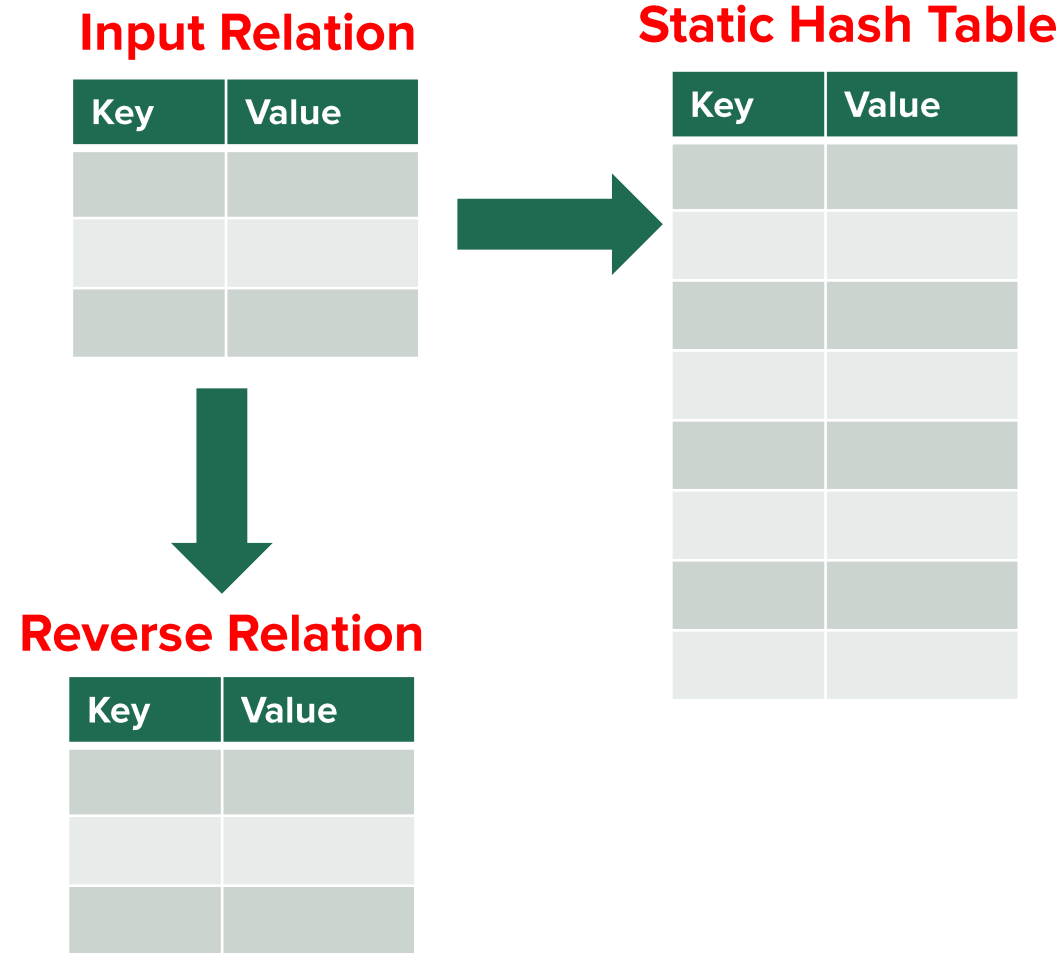 Input Relation
Key Value
Static Hash Table
Key Value
Reverse Relation
Key Value